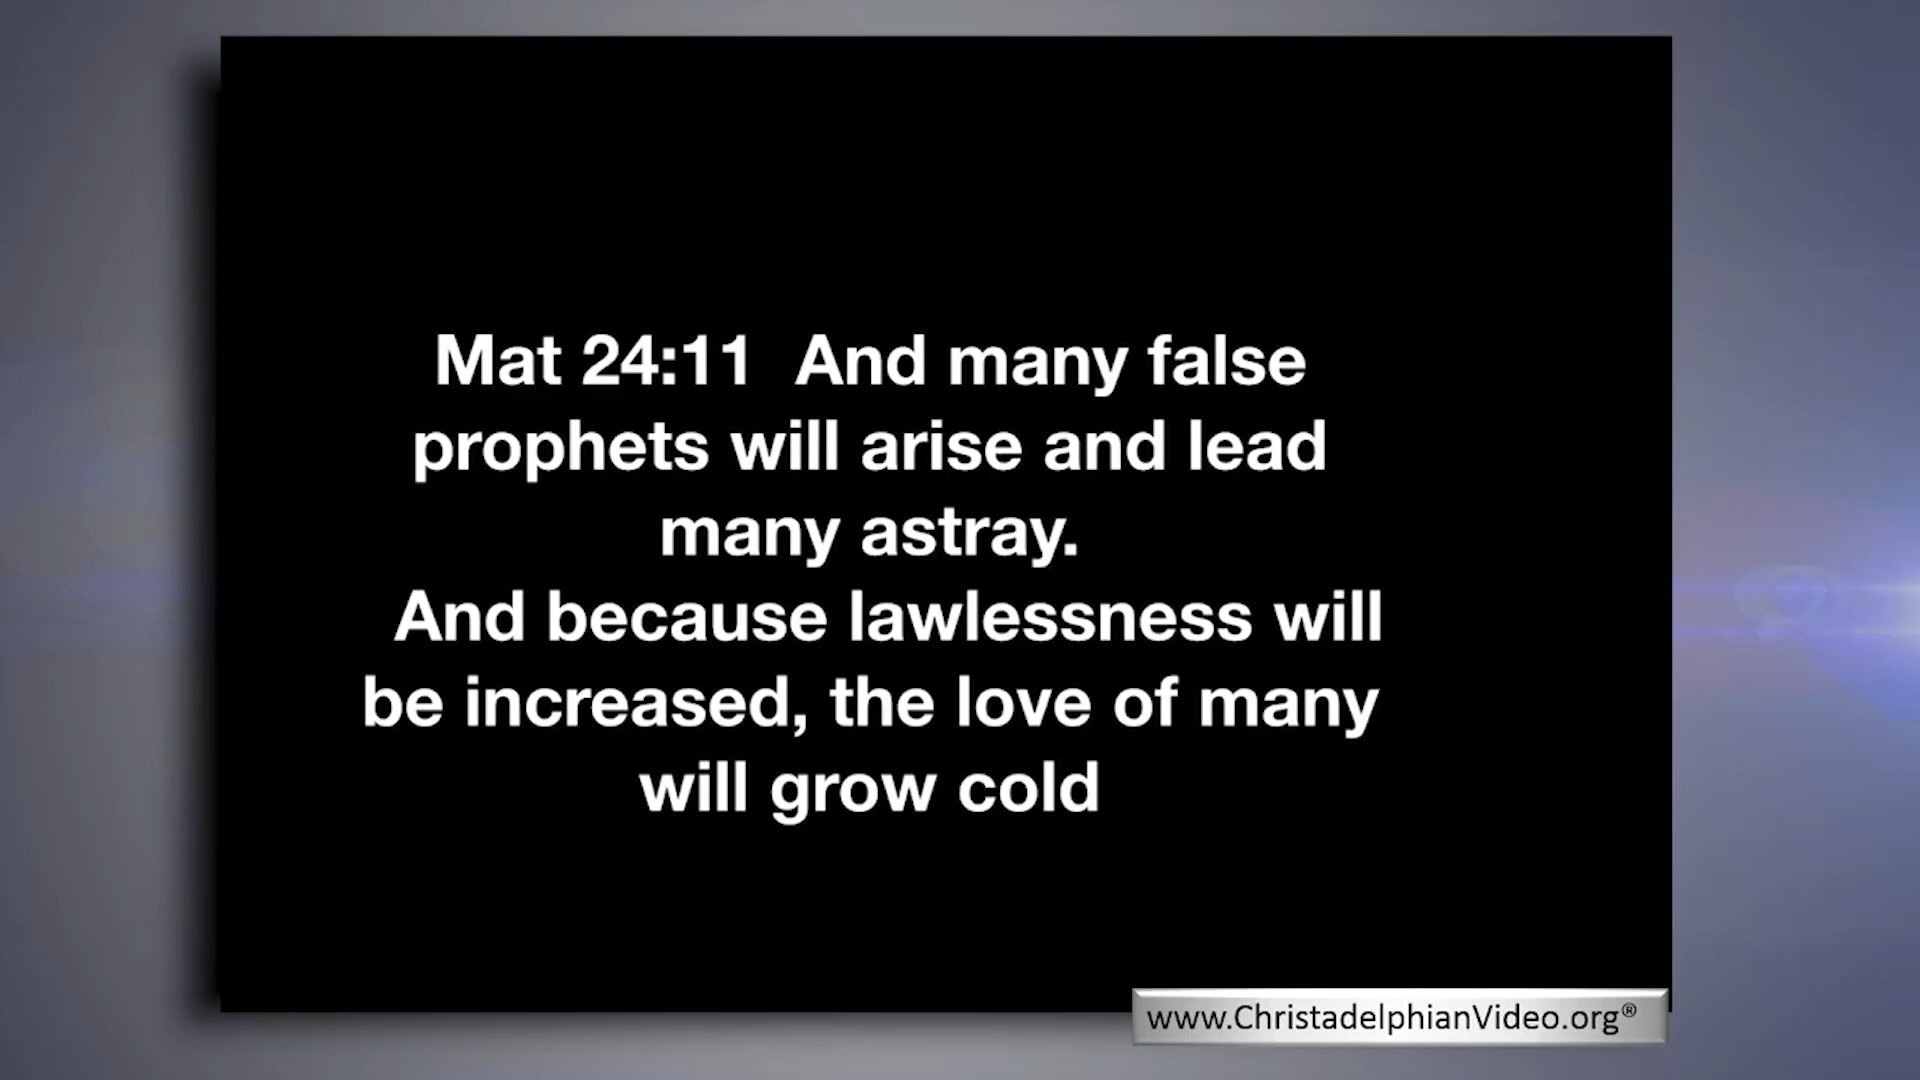 Mat 24:11  And many false
prophets will arise and lead
many astray.
And because lawlessness will
be increased, the love of many
will grow cold
www.ChristadelphianVideo.org®